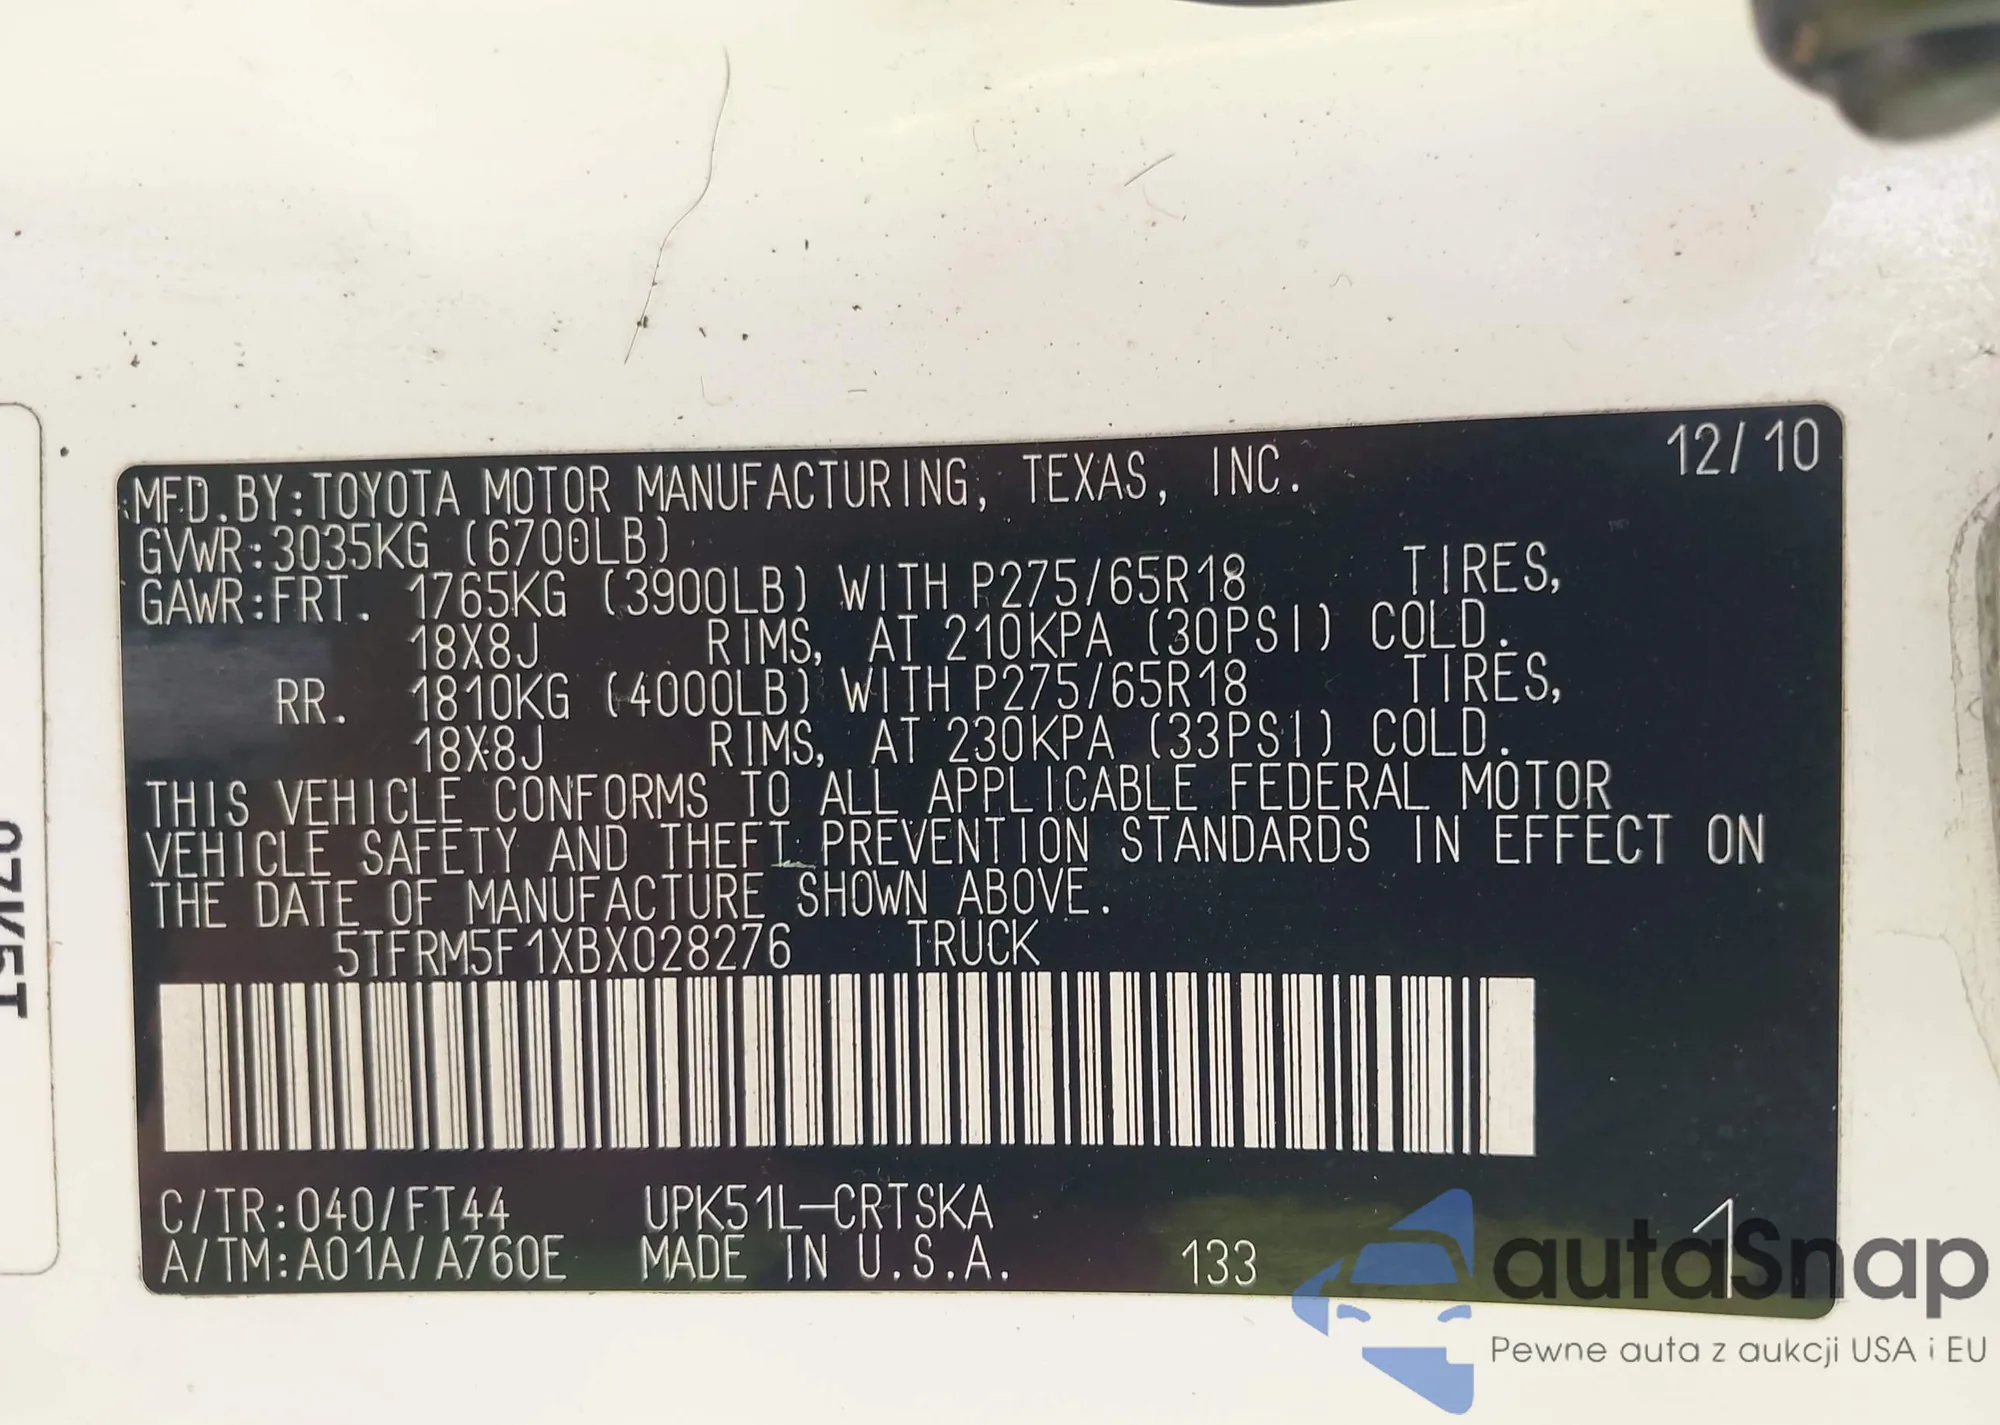 12/10
MFD.BY:TOYOTA MOTOR MANUFACTURING, TEXAS, INC.
GVWR:3035KG (6700LB)
GAWR:FRT. 1765KG (3900LB) WITH P275/65R18 TIRES,
18X8J RIMS, AT 210KPA (30PSI) COLD.
RR. 1810KG (4000LB) WITH P275/65R18 TIRES,
18X8J RIMS, AT 230KPA (33PSI) COLD.
THIS VEHICLE CONFORMS TO ALL APPLICABLE FEDERAL MOTOR
VEHICLE SAFETY AND THEFT PREVENTION STANDARDS IN EFFECT ON
THE DATE OF MANUFACTURE SHOWN ABOVE.
5TFRM5F1XBX028276 TRUCK
C/TR:040/FT44 UPK51L-CRTSKA
A/TM:A01A/A760E MADE IN U.S.A. 133 1
autaSnap
Pewne auta z aukcji USA i EU